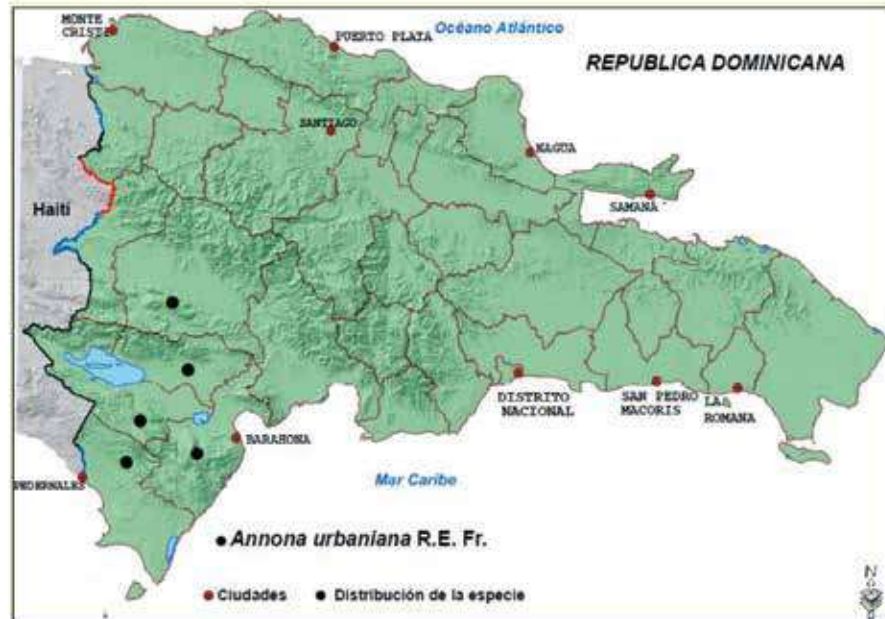 MONTE
CRISTI
PUERTO PLATA
Océano Atlántico
REPUBLICA DOMINICANA
SANTIAGO
NAGUA
SAMANÁ
Haití
DISTRITO
NACIONAL
SAN PEDRO
MACORIS
LA
ROMANA
BARAHONA
PEDERNALES
Mar Caribe
Annona urbaniana R.E. Fr.
Ciudades
Distribución de la especie
N